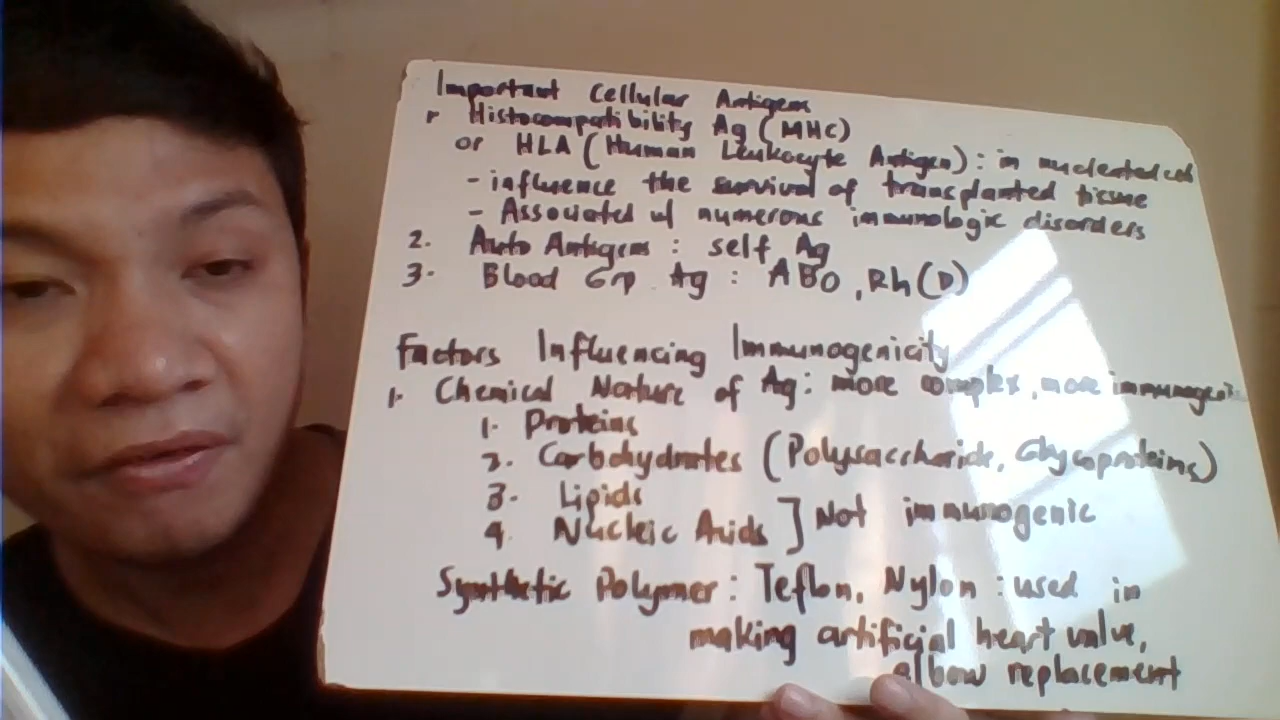 Important Cellular Antigens
1. Histocompatibility Ag (MHC)
or HLA (Human Leukocyte Antigen): in nucleated cell
- influence the survival of transplanted tissue
- Associated w/ numerous immunologic disorders
2. Auto Antigens : self Ag
3. Blood Grp Ag : ABO, Rh(D)
Factors Influencing Immunogenicity
1. Chemical Nature of Ag: more complex, more immunogenic
1. Proteins
2. Carbohydrates (Polysaccharide, Glycoproteins)
3. Lipids
4. Nucleic Acids ] Not immunogenic
Synthetic Polymer: Teflon, Nylon : used in
making artificial heart valve,
elbow replacement